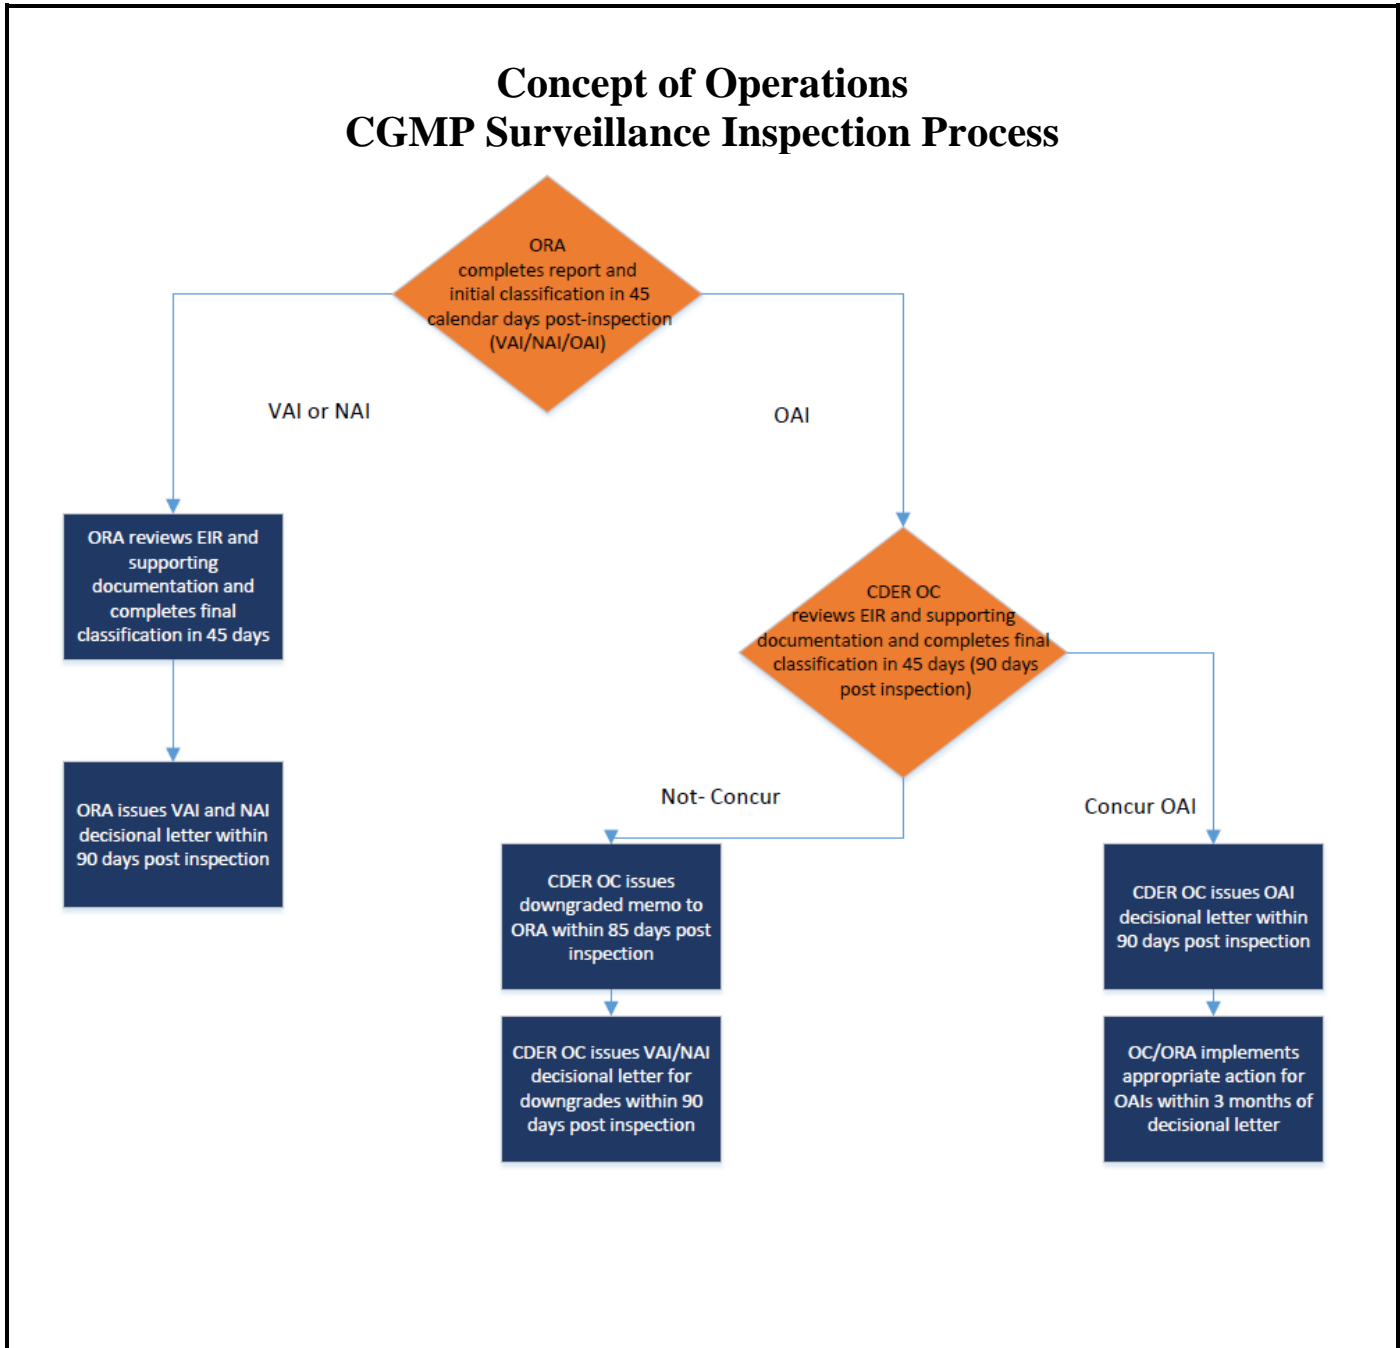 Concept of Operations
CGMP Surveillance Inspection Process
ORA
completes report and
initial classification in 45
calendar days post-inspection
(VAI/NAI/OAI)
VAI or NAI
OAI
ORA reviews EIR and
supporting
documentation and
completes final
classification in 45 days
CDER OC
reviews EIR and supporting
documentation and completes final
classification in 45 days (90 days
post inspection)
ORA issues VAI and NAI
decisional letter within
90 days post inspection
Not- Concur
Concur OAI
CDER OC issues
downgraded memo to
ORA within 85 days post
inspection
CDER OC issues OAI
decisional letter within
90 days post inspection
CDER OC issues VAI/NAI
decisional letter for
downgrades within 90
days post inspection
OC/ORA implements
appropriate action for
OAIs within 3 months of
decisional letter